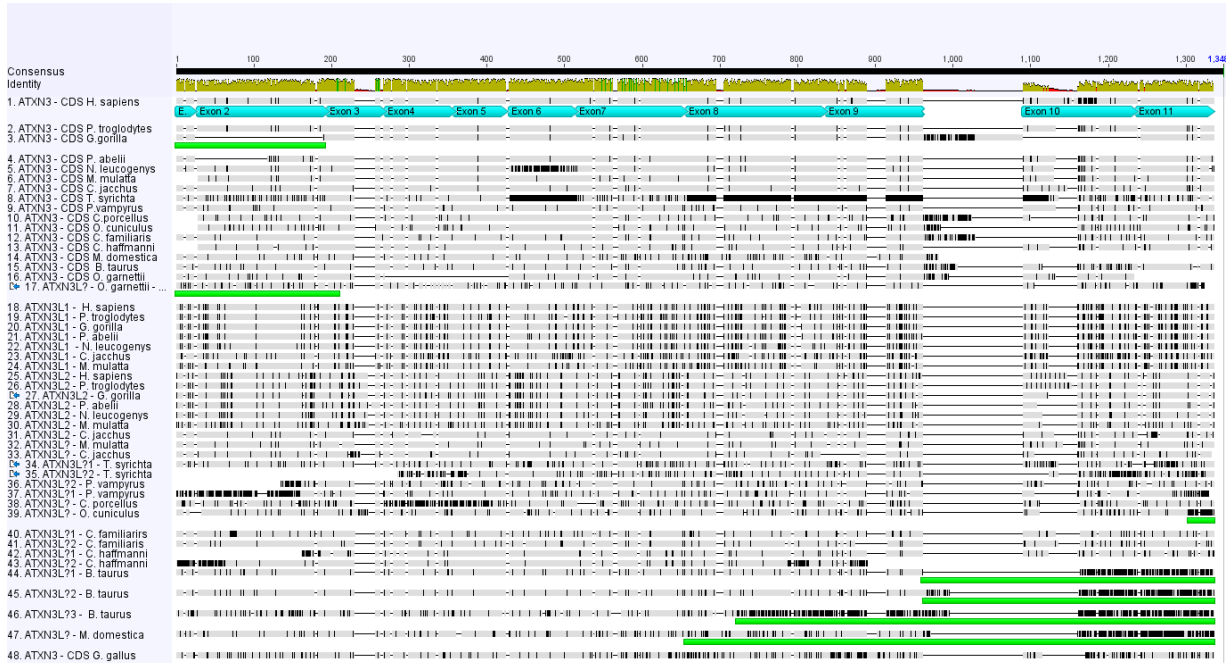 1 100 200 300 400 500 600 700 800 900 1,000 1,100 1,200 1,300 1,348
Consensus
Identity
1. ATXN3 - CDS H. sapiens
E. Exon 2 Exon 3 Exon4 Exon 5 Exon 6 Exon7 Exon 8 Exon 9 Exon 10 Exon 11
2. ATXN3 - CDS P. troglodytes
3. ATXN3 - CDS G.gorilla
4. ATXN3 - CDS P. abelii
5. ATXN3 - CDS N. leucogenys
6. ATXN3 - CDS M. mulatta
7. ATXN3 - CDS C. jacchus
8. ATXN3 - CDS T. syrichta
9. ATXN3 - CDS P.vampyrus
10. ATXN3 - CDS C.porcellus
11. ATXN3 - CDS O. cuniculus
12. ATXN3 - CDS C. familiaris
13. ATXN3 - CDS C. haffmanni
14. ATXN3 - CDS M. domestica
15. ATXN3 - CDS B. taurus
16. ATXN3 - CDS O. garnettii
17. ATXN3L? - O. garnettii - ...
18. ATXN3L1 - H. sapiens
19. ATXN3L1 - P. troglodytes
20. ATXN3L1 - G. gorilla
21. ATXN3L1 - P. abelii
22. ATXN3L1 - N. leucogenys
23. ATXN3L1 - C. jacchus
24. ATXN3L1 - M. mulatta
25. ATXN3L2 - H. sapiens
26. ATXN3L2 - P. troglodytes
27. ATXN3L2 - G. gorilla
28. ATXN3L2 - P. abelii
29. ATXN3L2 - N. leucogenys
30. ATXN3L2 - M. mulatta
31. ATXN3L2 - C. jacchus
32. ATXN3L? - M. mulatta
33. ATXN3L? - C. jacchus
34. ATXN3L?1 - T. syrichta
35. ATXN3L?2 - T. syrichta
36. ATXN3L?2 - P. vampyrus
37. ATXN3L?1 - P. vampyrus
38. ATXN3L? - C. porcellus
39. ATXN3L? - O. cuniculus
40. ATXN3L?1 - C. familiarirs
41. ATXN3L?2 - C. familiaris
42. ATXN3L?1 - C. haffmanni
43. ATXN3L?2 - C. haffmanni
44. ATXN3L?1 - B. taurus
45. ATXN3L?2 - B. taurus
46. ATXN3L?3 - B. taurus
47. ATXN3L? - M. domestica
48. ATXN3 - CDS G. gallus